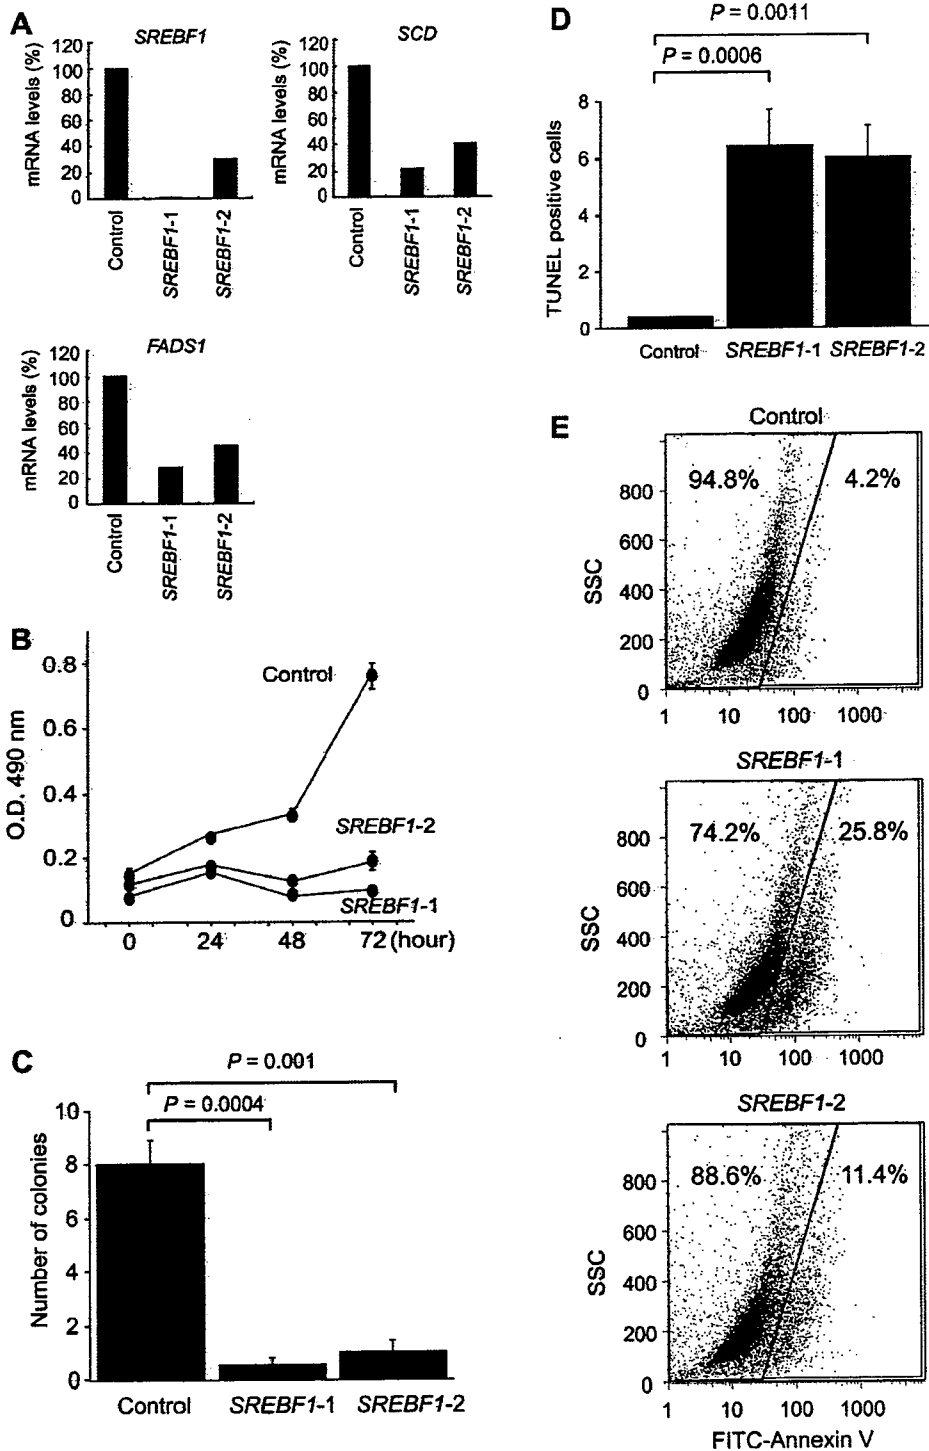 A
SREBF1
mRNA levels (%)
120
100
80
60
40
20
0
Control
SREBF1-1
SREBF1-2
SCD
mRNA levels (%)
120
100
80
60
40
20
0
Control
SREBF1-1
SREBF1-2
FADS1
mRNA levels (%)
120
100
80
60
40
20
0
Control
SREBF1-1
SREBF1-2
B
O.D. 490 nm
0.8
0.6
0.4
0.2
0
Control
SREBF1-2
SREBF1-1
0 24 48 72 (hour)
C
P = 0.001
P = 0.0004
Number of colonies
10
8
6
4
2
0
Control SREBF1-1 SREBF1-2
D
P = 0.0011
P = 0.0006
TUNEL positive cells
8
6
4
2
0
Control SREBF1-1 SREBF1-2
E
Control
94.8% 4.2%
SSC
800
600
400
200
0
1 10 100 1000
SREBF1-1
74.2% 25.8%
SSC
800
600
400
200
0
1 10 100 1000
SREBF1-2
88.6% 11.4%
SSC
800
600
400
200
0
1 10 100 1000
FITC-Annexin V